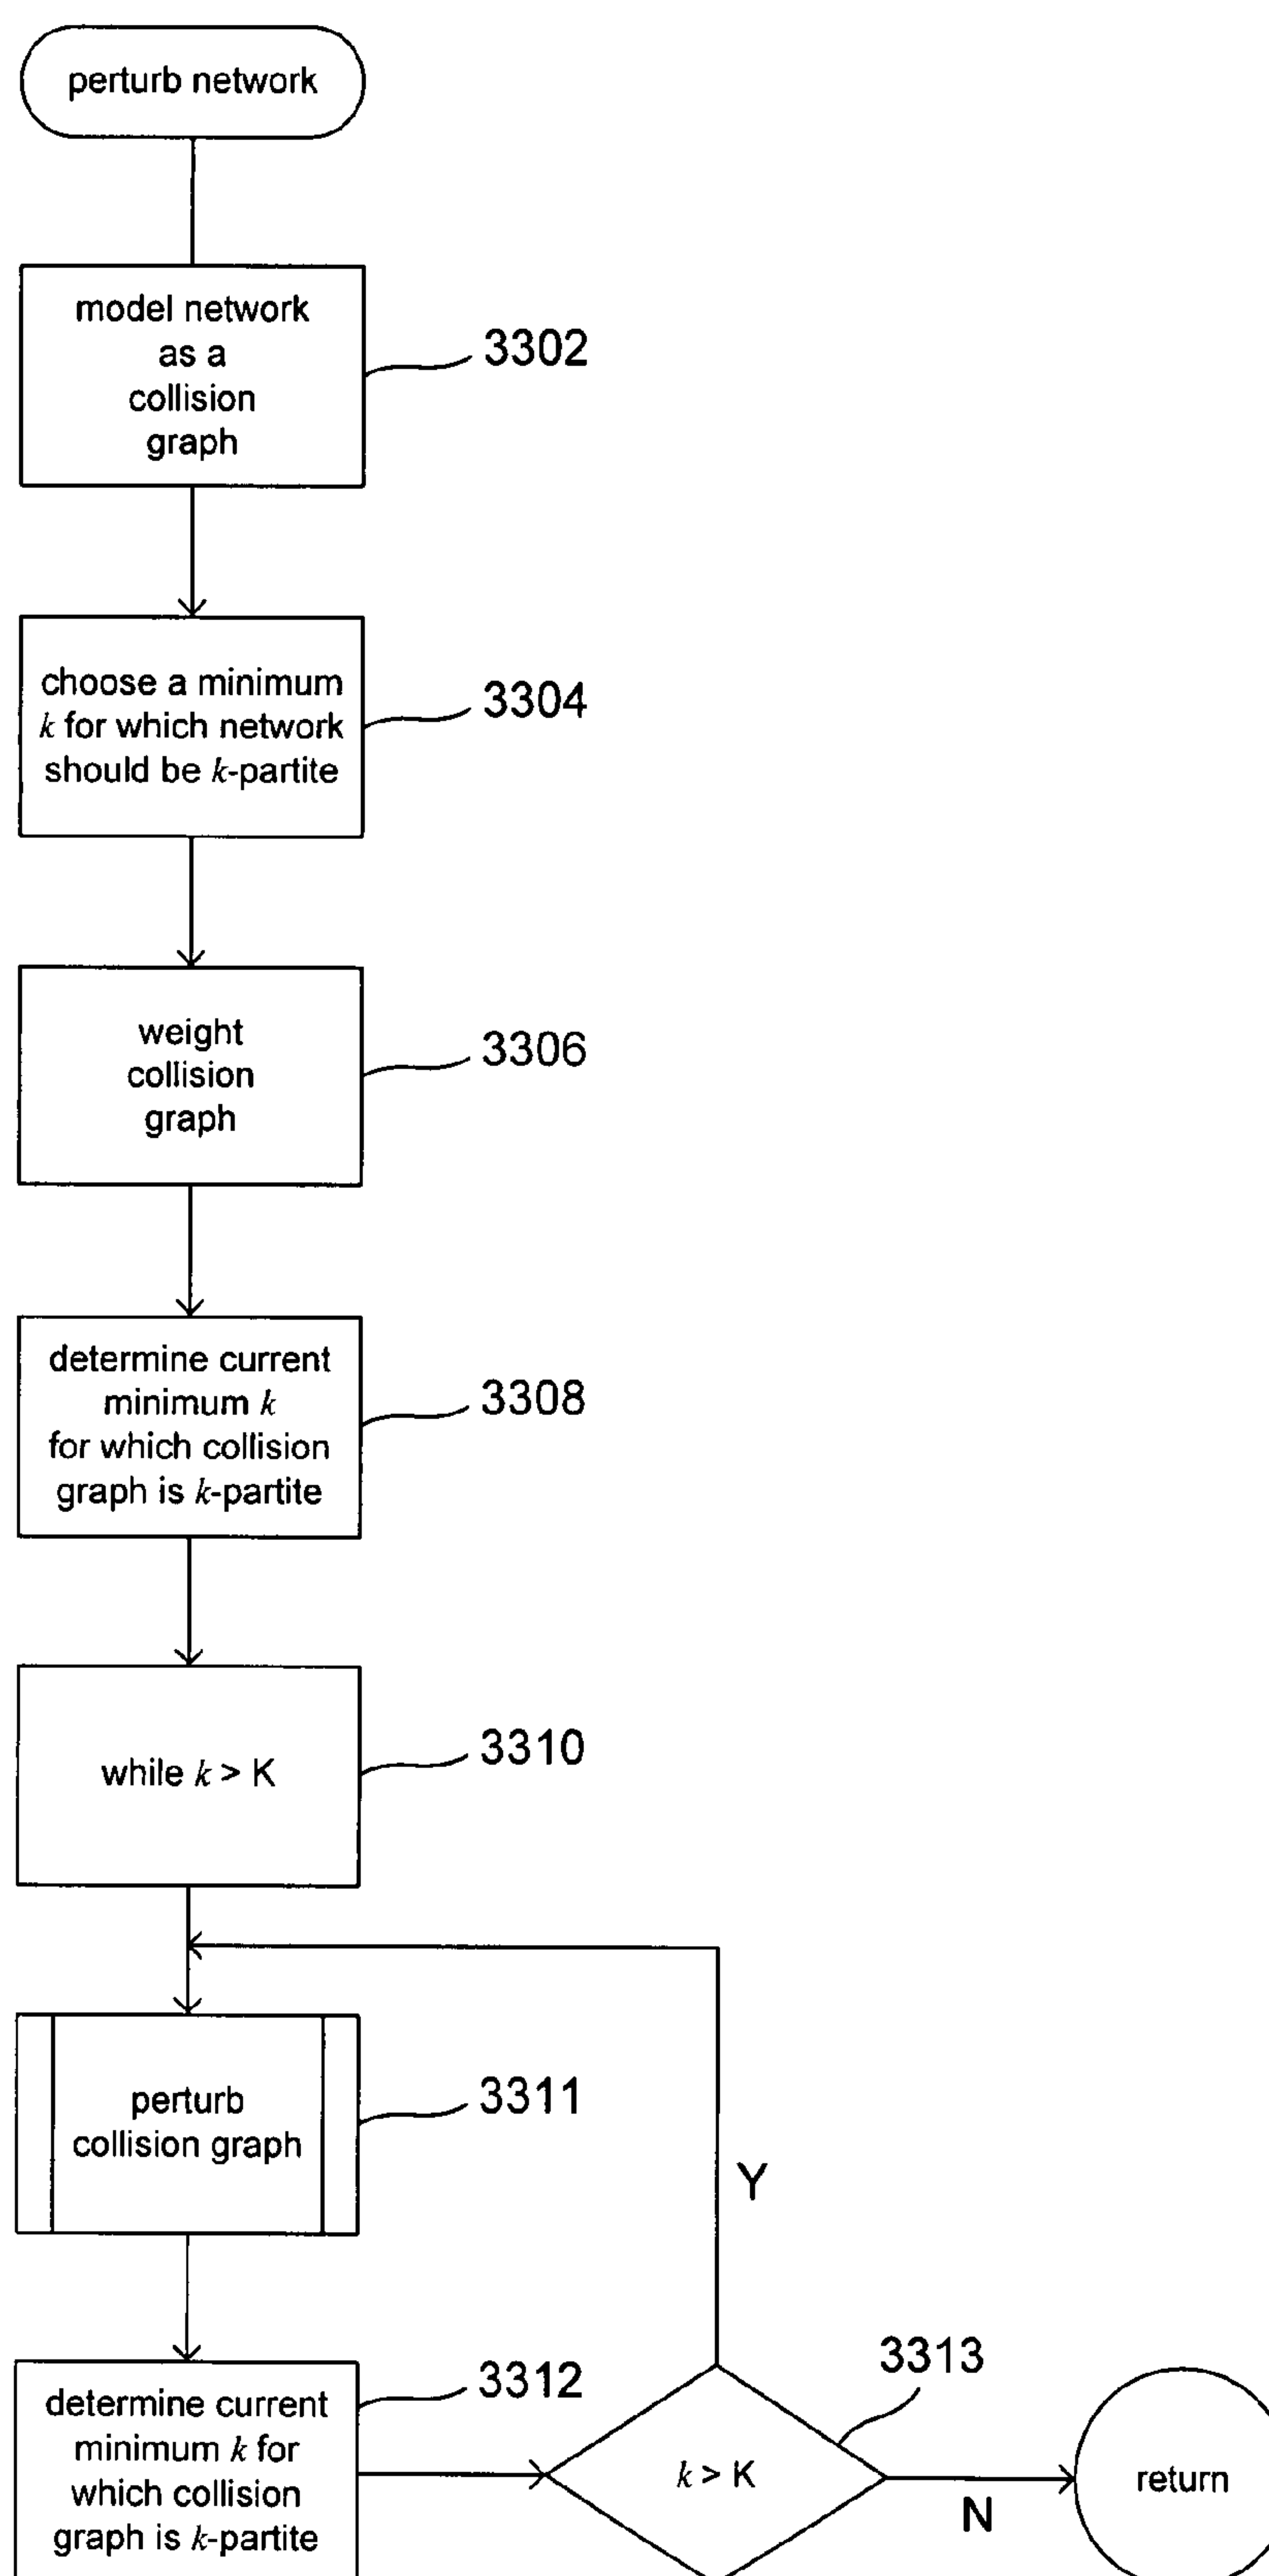 perturb network
model network
as a
collision
graph
3302
choose a minimum
k for which network
should be k-partite
3304
weight
collision
graph
3306
determine current
minimum k
for which collision
graph is k-partite
3308
while k > K
3310
perturb
collision graph
3311
Y
determine current
minimum k for
which collision
graph is k-partite
3312
k > K
3313
N
return